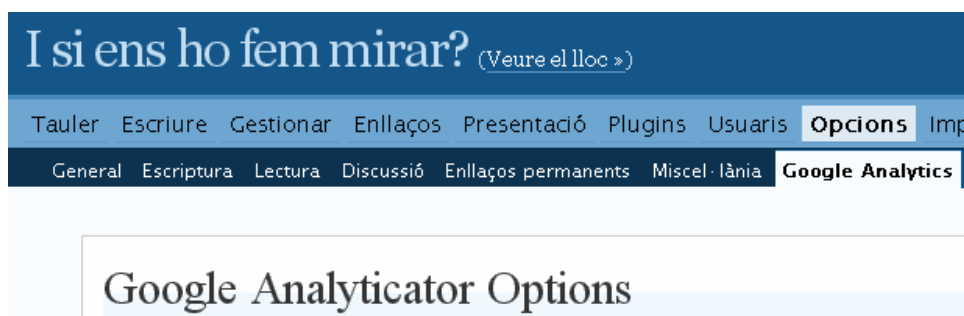 I si ens ho fem mirar? (Veure el lloc »)
Tauler Escriure Gestionar Enllaços Presentació Plugins Usuaris Opcions Imp
General Escriptura Lectura Discussió Enllaços permanents Miscel·lània Google Analytics
Google Analyticator Options